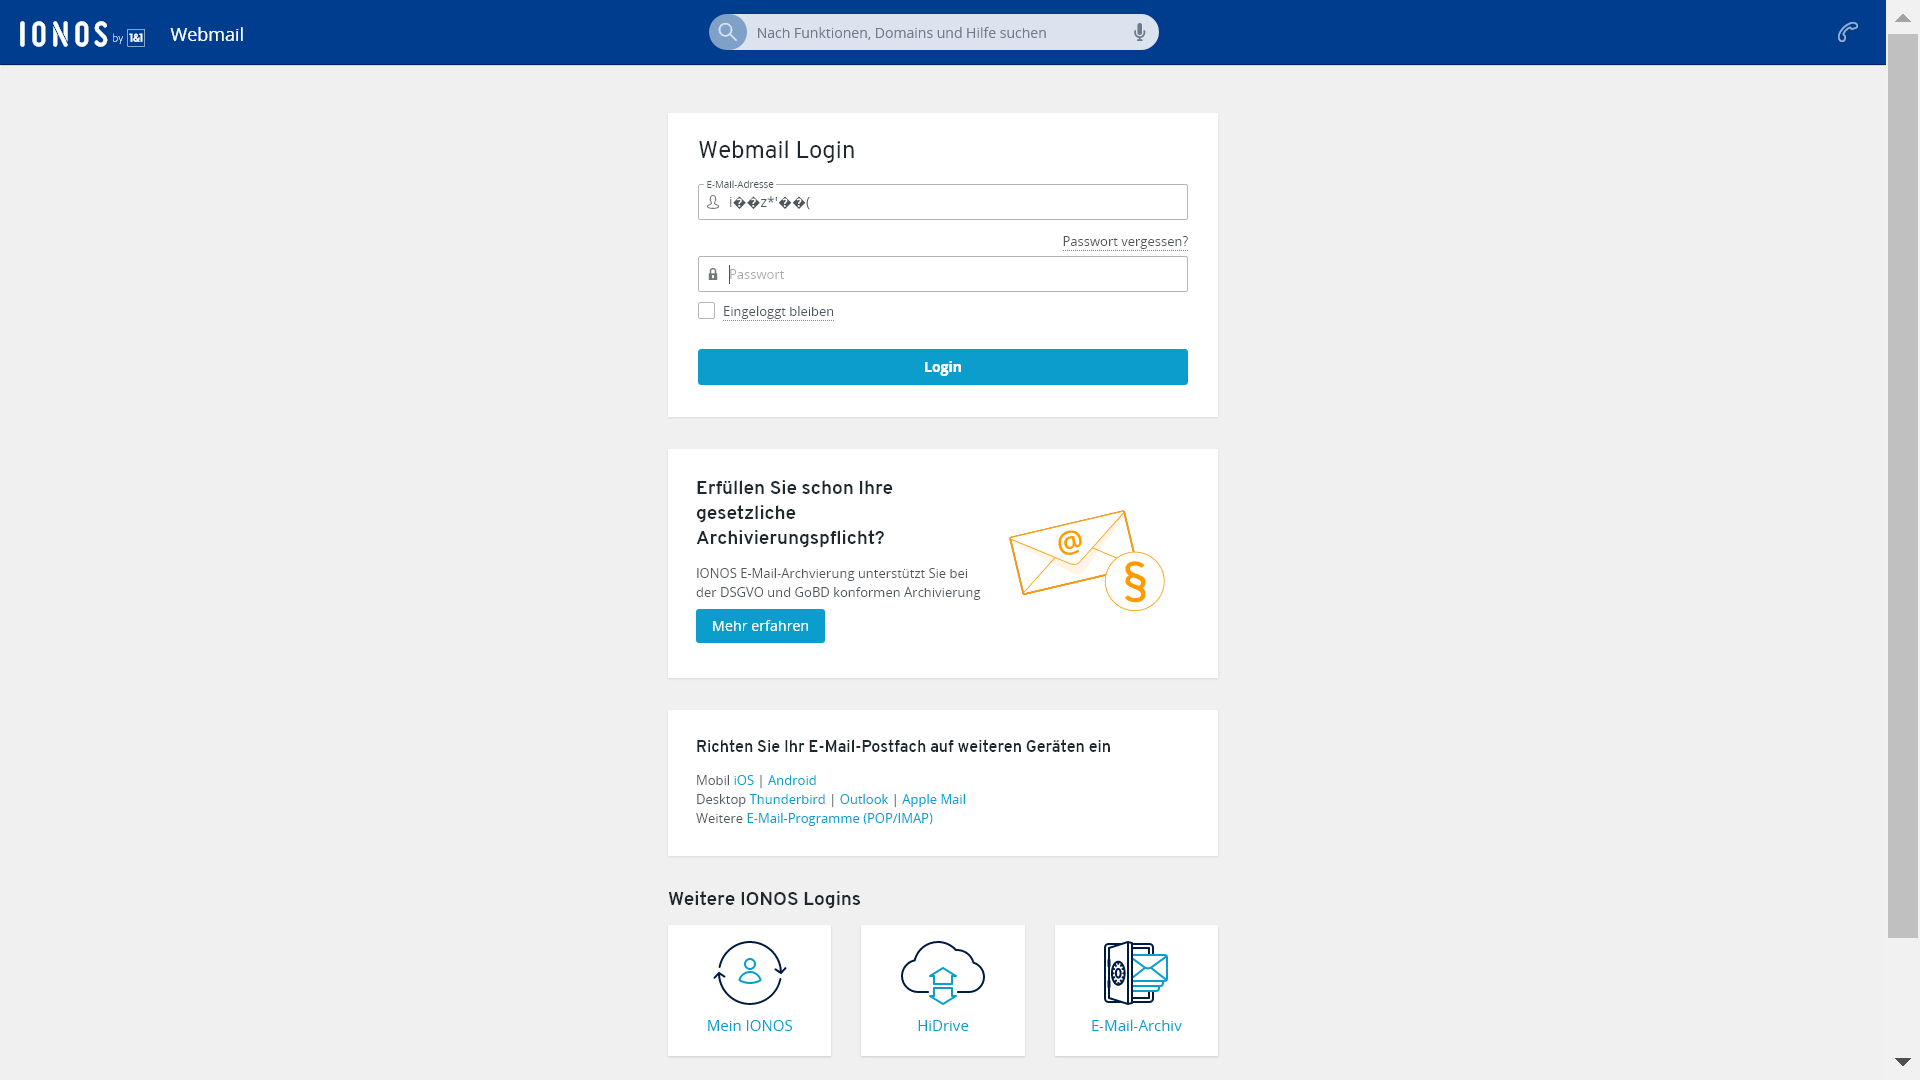 IONOS by 1&1 Webmail
Nach Funktionen, Domains und Hilfe suchen
Webmail Login
E-Mail-Adresse
i��z*'��(
Passwort vergessen?
Passwort
Eingeloggt bleiben
Login
Erfüllen Sie schon Ihre
gesetzliche
Archivierungspflicht?
IONOS E-Mail-Archvierung unterstützt Sie bei
der DSGVO und GoBD konformen Archivierung
Mehr erfahren
@
§
Richten Sie Ihr E-Mail-Postfach auf weiteren Geräten ein
Mobil iOS | Android
Desktop Thunderbird | Outlook | Apple Mail
Weitere E-Mail-Programme (POP/IMAP)
Weitere IONOS Logins
Mein IONOS
HiDrive
E-Mail-Archiv